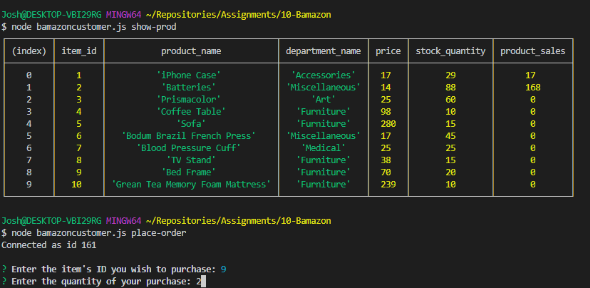 Josh@DESKTOP-VBI29RG MINGW64 ~/Repositories/Assignments/10-Bamazon
$ node bamazoncustomer.js show-prod
(index) item_id product_name department_name price stock_quantity product_sales
0 1 'iPhone Case' 'Accessories' 17 29 17
1 2 'Batteries' 'Miscellaneous' 14 88 168
2 3 'Prismacolor' 'Art' 25 60 0
3 4 'Coffee Table' 'Furniture' 98 10 0
4 5 'Sofa' 'Furniture' 280 15 0
5 6 'Bodum Brazil French Press' 'Miscellaneous' 17 45 0
6 7 'Blood Pressure Cuff' 'Medical' 25 25 0
7 8 'TV Stand' 'Furniture' 38 15 0
8 9 'Bed Frame' 'Furniture' 70 20 0
9 10 'Grean Tea Memory Foam Mattress' 'Furniture' 239 10 0
Josh@DESKTOP-VBI29RG MINGW64 ~/Repositories/Assignments/10-Bamazon
$ node bamazoncustomer.js place-order
Connected as id 161
? Enter the item's ID you wish to purchase: 9
? Enter the quantity of your purchase: 2